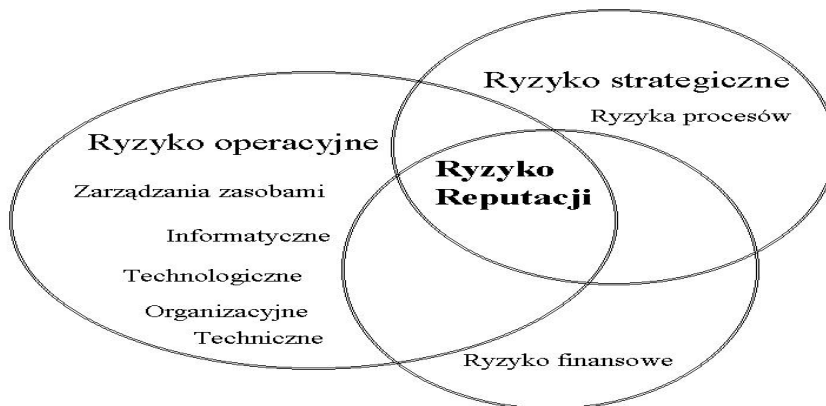 Ryzyko strategiczne
Ryzyka procesów
Ryzyko operacyjne
Ryzyko
Reputacji
Zarządzania zasobami
Informatyczne
Technologiczne
Organizacyjne
Techniczne
Ryzyko finansowe